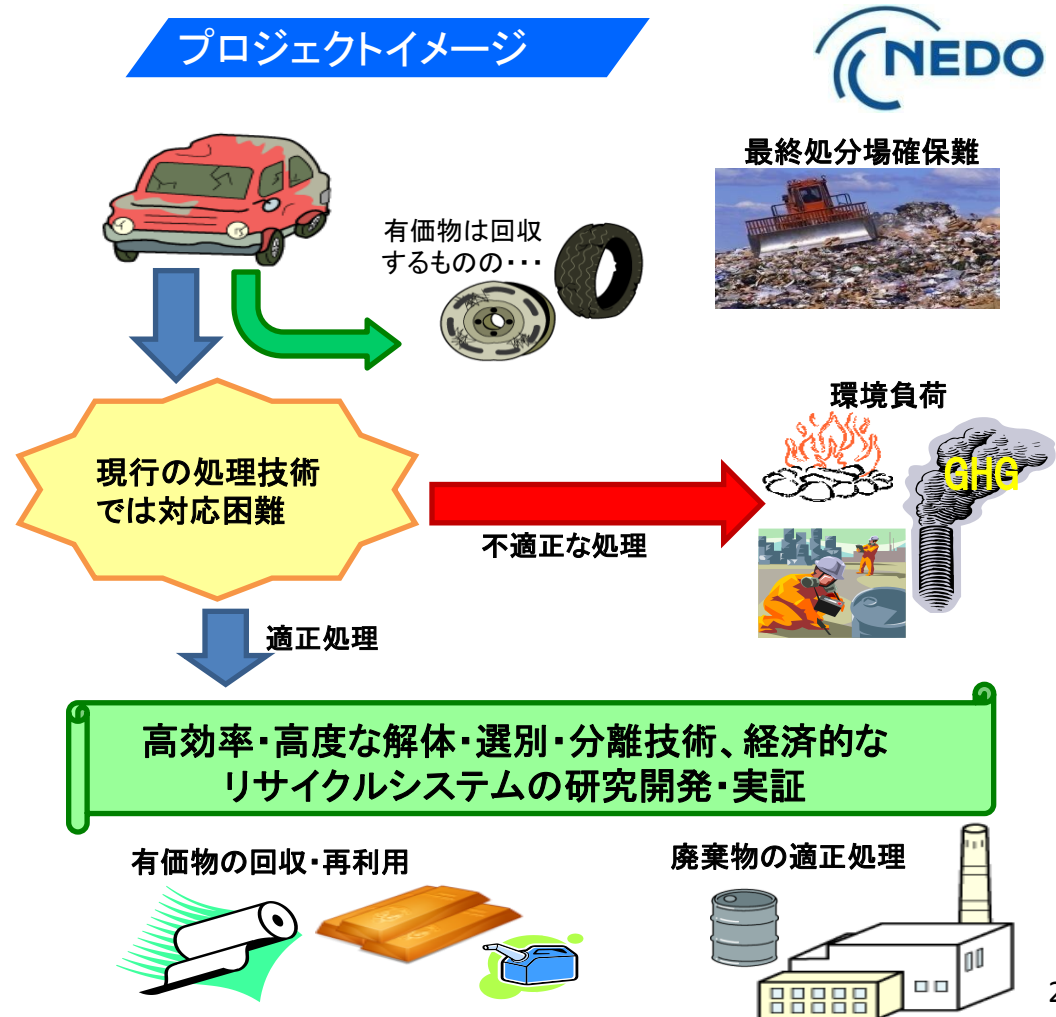 プロジェクトイメージ
NEDO
最終処分場確保難
有価物は回収
するものの・・・
環境負荷
GHG
現行の処理技術
では対応困難
不適正な処理
適正処理
高効率・高度な解体・選別・分離技術、経済的な
リサイクルシステムの研究開発・実証
有価物の回収・再利用
廃棄物の適正処理
2